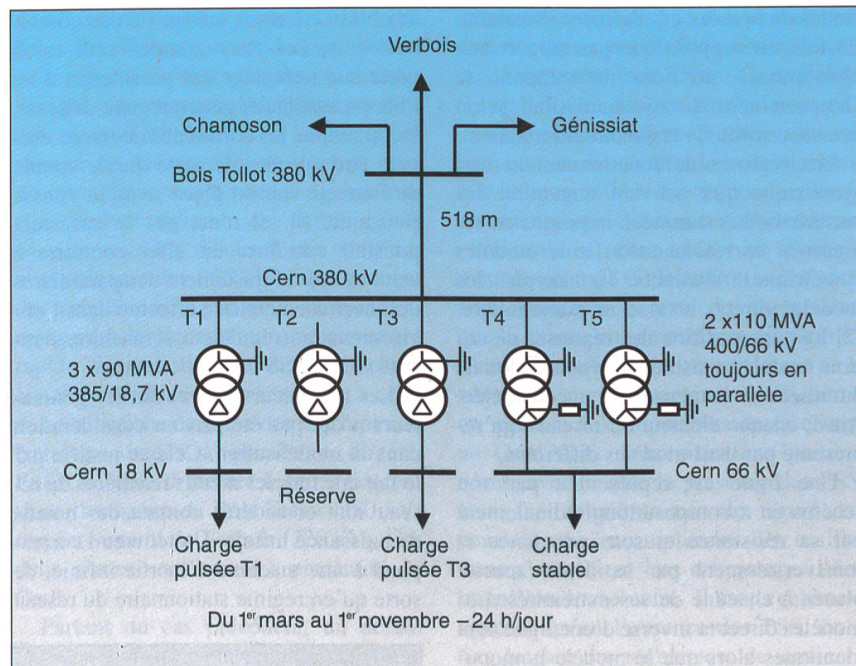 Verbois
Chamoson
Génissiat
Bois Tollot 380 kV
518 m
Cern 380 kV
T1
T2
T3
T4
T5
3 x 90 MVA
385/18,7 kV
2 x110 MVA
400/66 kV
toujours en
parallèle
Cern 18 kV
Réserve
Cern 66 kV
Charge
pulsée T1
Charge
pulsée T3
Charge
stable
Du 1er mars au 1er novembre – 24 h/jour